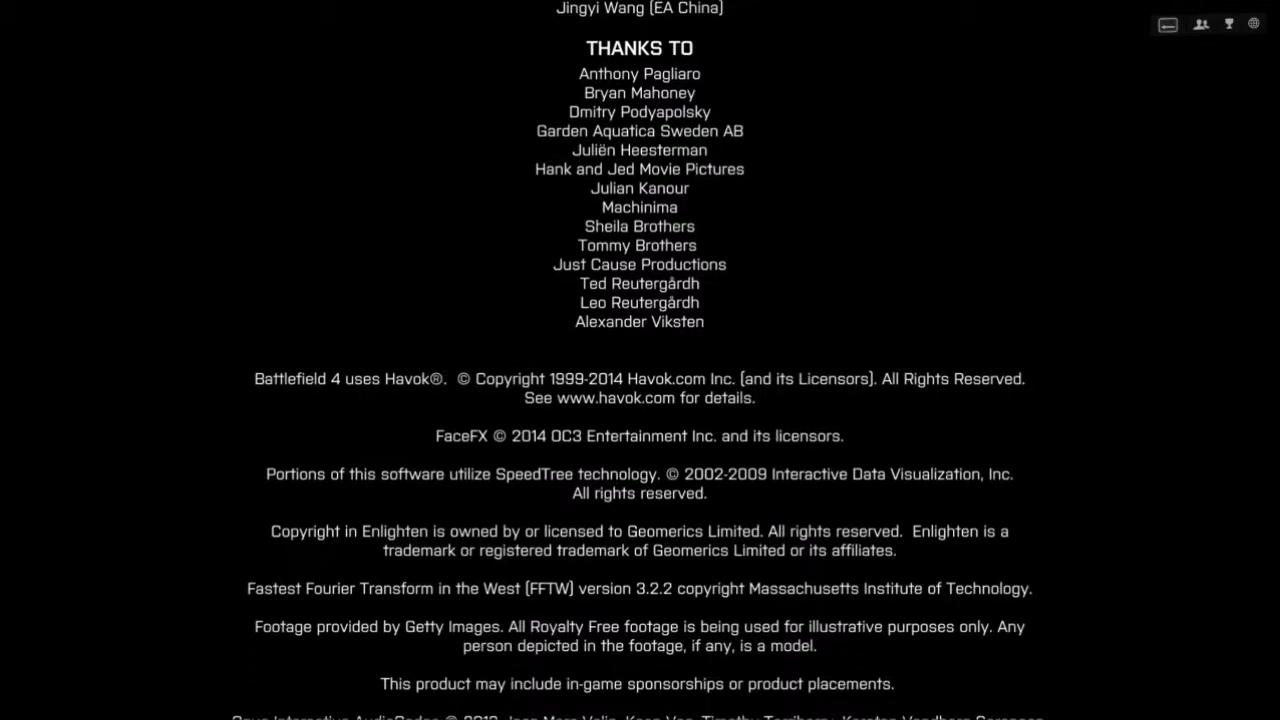 Jingyi Wang (EA China)
THANKS TO
Anthony Pagliaro
Bryan Mahoney
Dmitry Podyapolsky
Garden Aquatica Sweden AB
Juliën Heesterman
Hank and Jed Movie Pictures
Julian Kanour
Machinima
Sheila Brothers
Tommy Brothers
Just Cause Productions
Ted Reutergårdh
Leo Reutergårdh
Alexander Viksten
Battlefield 4 uses Havok®.  © Copyright 1999-2014 Havok.com Inc. (and its Licensors). All Rights Reserved.
See www.havok.com for details.
FaceFX © 2014 OC3 Entertainment Inc. and its licensors.
Portions of this software utilize SpeedTree technology. © 2002-2009 Interactive Data Visualization, Inc.
All rights reserved.
Copyright in Enlighten is owned by or licensed to Geomerics Limited. All rights reserved.  Enlighten is a
trademark or registered trademark of Geomerics Limited or its affiliates.
Fastest Fourier Transform in the West (FFTW) version 3.2.2 copyright Massachusetts Institute of Technology.
Footage provided by Getty Images. All Royalty Free footage is being used for illustrative purposes only. Any
person depicted in the footage, if any, is a model.
This product may include in-game sponsorships or product placements.